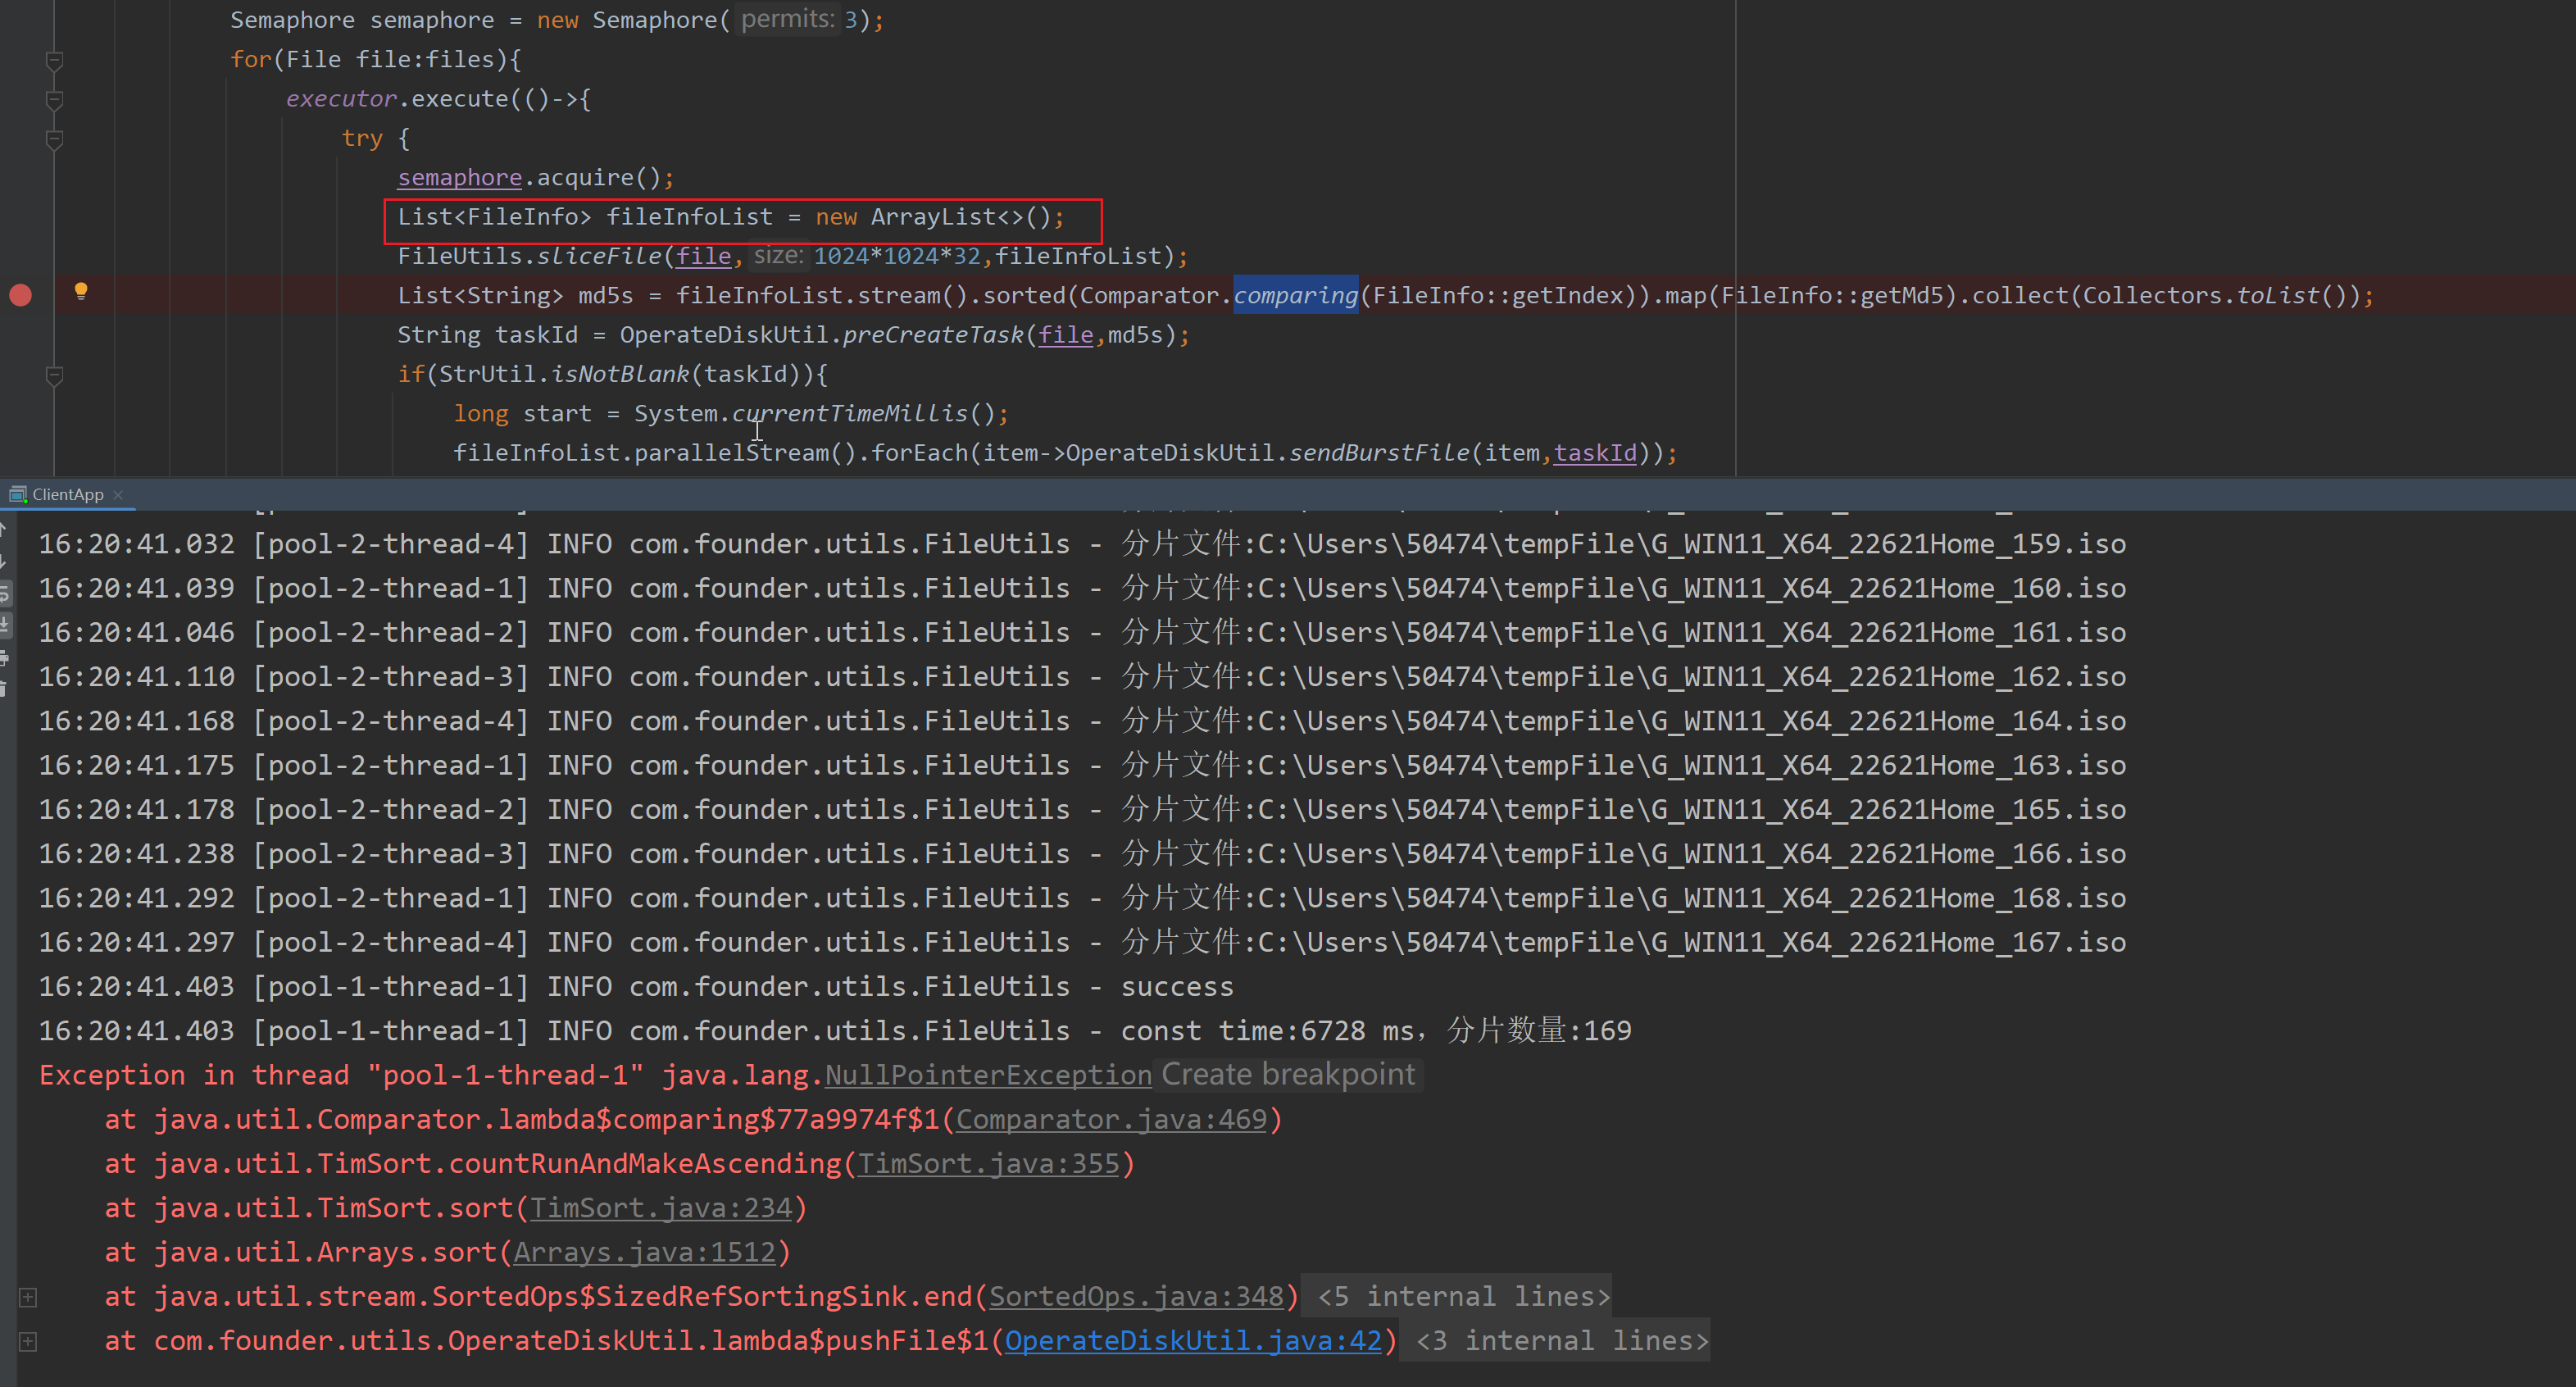 Semaphore semaphore = new Semaphore( permits: 3);
for(File file:files){
executor.execute(()->{
try {
semaphore.acquire();
List<FileInfo> fileInfoList = new ArrayList<>();
FileUtils.sliceFile(file, size: 1024*1024*32,fileInfoList);
List<String> md5s = fileInfoList.stream().sorted(Comparator.comparing(FileInfo::getIndex)).map(FileInfo::getMd5).collect(Collectors.toList());
String taskId = OperateDiskUtil.preCreateTask(file,md5s);
if(StrUtil.isNotBlank(taskId)){
long start = System.currentTimeMillis();
fileInfoList.parallelStream().forEach(item->OperateDiskUtil.sendBurstFile(item,taskId));
ClientApp ×
16:20:41.032 [pool-2-thread-4] INFO com.founder.utils.FileUtils - 分片文件:C:\Users\50474\tempFile\G_WIN11_X64_22621Home_159.iso
16:20:41.039 [pool-2-thread-1] INFO com.founder.utils.FileUtils - 分片文件:C:\Users\50474\tempFile\G_WIN11_X64_22621Home_160.iso
16:20:41.046 [pool-2-thread-2] INFO com.founder.utils.FileUtils - 分片文件:C:\Users\50474\tempFile\G_WIN11_X64_22621Home_161.iso
16:20:41.110 [pool-2-thread-3] INFO com.founder.utils.FileUtils - 分片文件:C:\Users\50474\tempFile\G_WIN11_X64_22621Home_162.iso
16:20:41.168 [pool-2-thread-4] INFO com.founder.utils.FileUtils - 分片文件:C:\Users\50474\tempFile\G_WIN11_X64_22621Home_164.iso
16:20:41.175 [pool-2-thread-1] INFO com.founder.utils.FileUtils - 分片文件:C:\Users\50474\tempFile\G_WIN11_X64_22621Home_163.iso
16:20:41.178 [pool-2-thread-2] INFO com.founder.utils.FileUtils - 分片文件:C:\Users\50474\tempFile\G_WIN11_X64_22621Home_165.iso
16:20:41.238 [pool-2-thread-3] INFO com.founder.utils.FileUtils - 分片文件:C:\Users\50474\tempFile\G_WIN11_X64_22621Home_166.iso
16:20:41.292 [pool-2-thread-1] INFO com.founder.utils.FileUtils - 分片文件:C:\Users\50474\tempFile\G_WIN11_X64_22621Home_168.iso
16:20:41.297 [pool-2-thread-4] INFO com.founder.utils.FileUtils - 分片文件:C:\Users\50474\tempFile\G_WIN11_X64_22621Home_167.iso
16:20:41.403 [pool-1-thread-1] INFO com.founder.utils.FileUtils - success
16:20:41.403 [pool-1-thread-1] INFO com.founder.utils.FileUtils - const time:6728 ms，分片数量:169
Exception in thread "pool-1-thread-1" java.lang.NullPointerException Create breakpoint
at java.util.Comparator.lambda$comparing$77a9974f$1(Comparator.java:469)
at java.util.TimSort.countRunAndMakeAscending(TimSort.java:355)
at java.util.TimSort.sort(TimSort.java:234)
at java.util.Arrays.sort(Arrays.java:1512)
at java.util.stream.SortedOps$SizedRefSortingSink.end(SortedOps.java:348) <5 internal lines>
at com.founder.utils.OperateDiskUtil.lambda$pushFile$1(OperateDiskUtil.java:42) <3 internal lines>